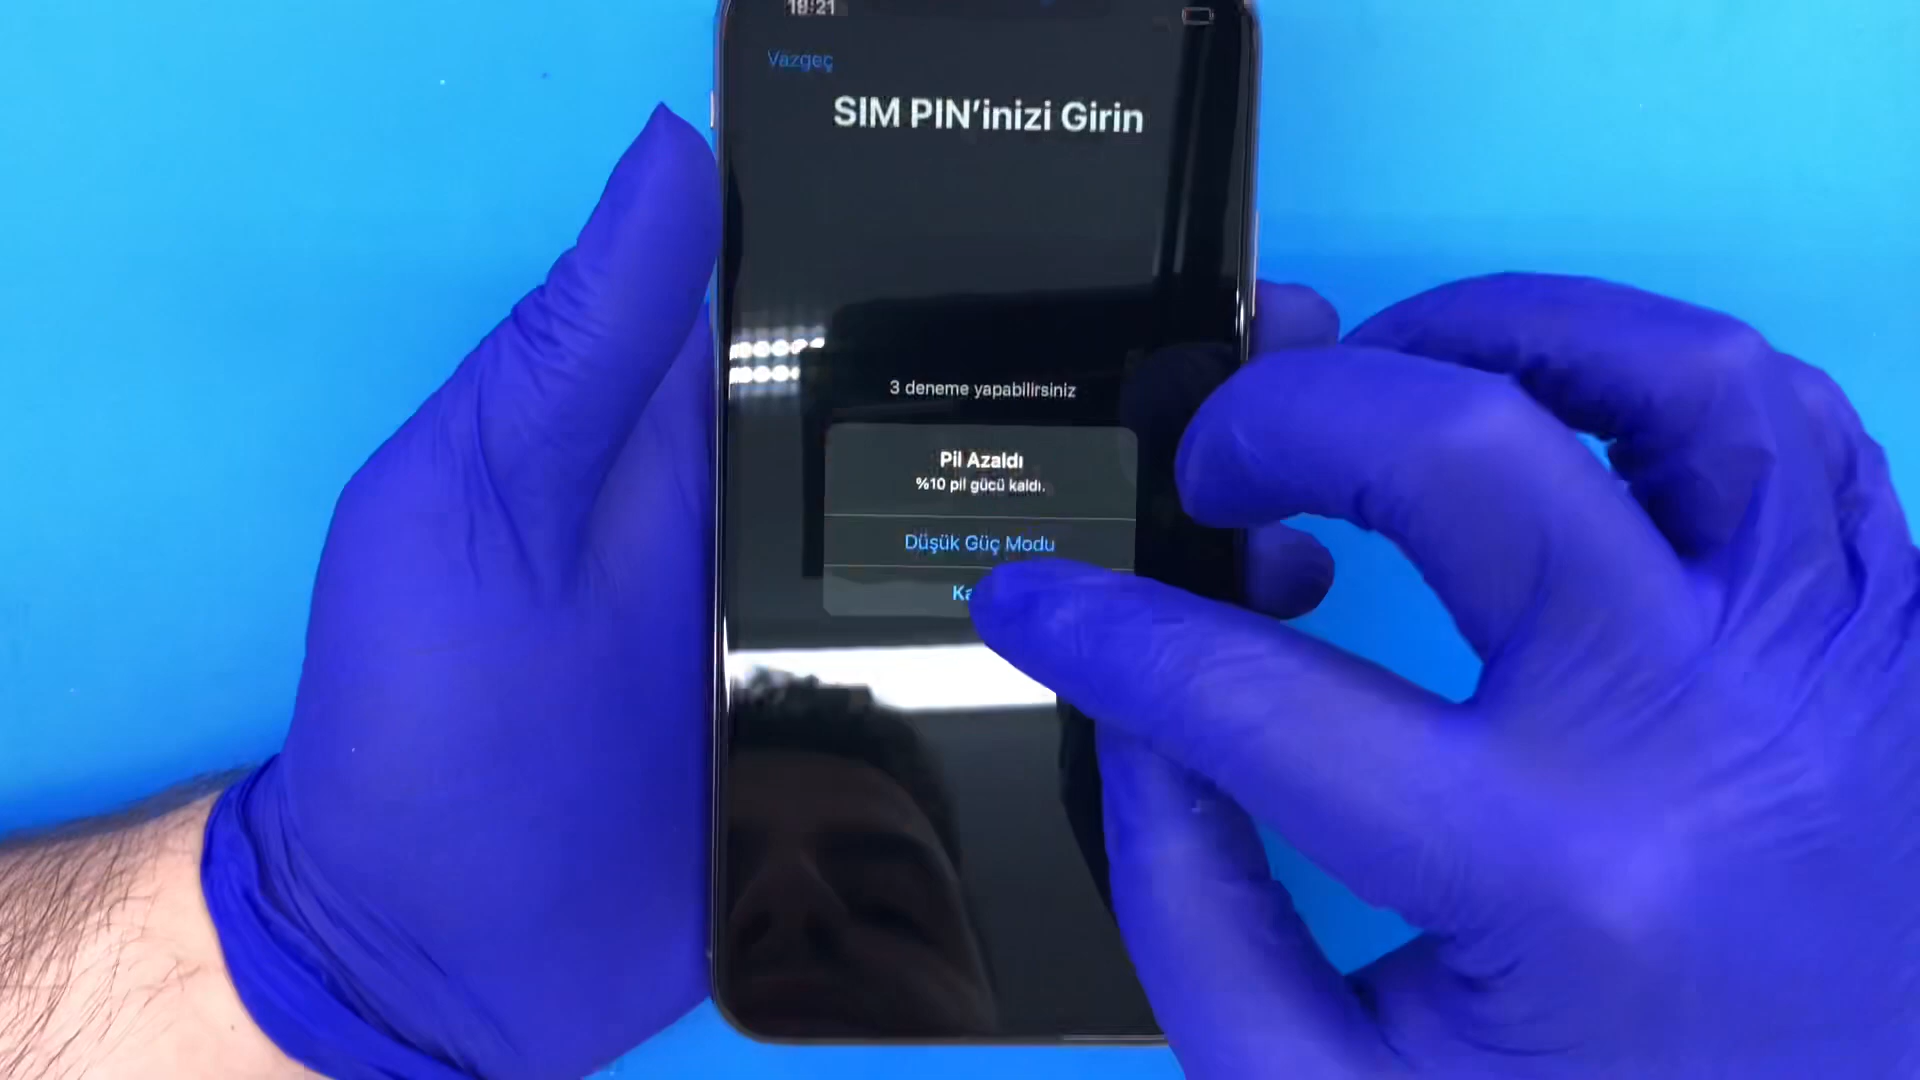 18:21
Vazgeç
SIM PIN’inizi Girin
3 deneme yapabilirsiniz
Pil Azaldı
%10 pil gücü kaldı.
Düşük Güç Modu